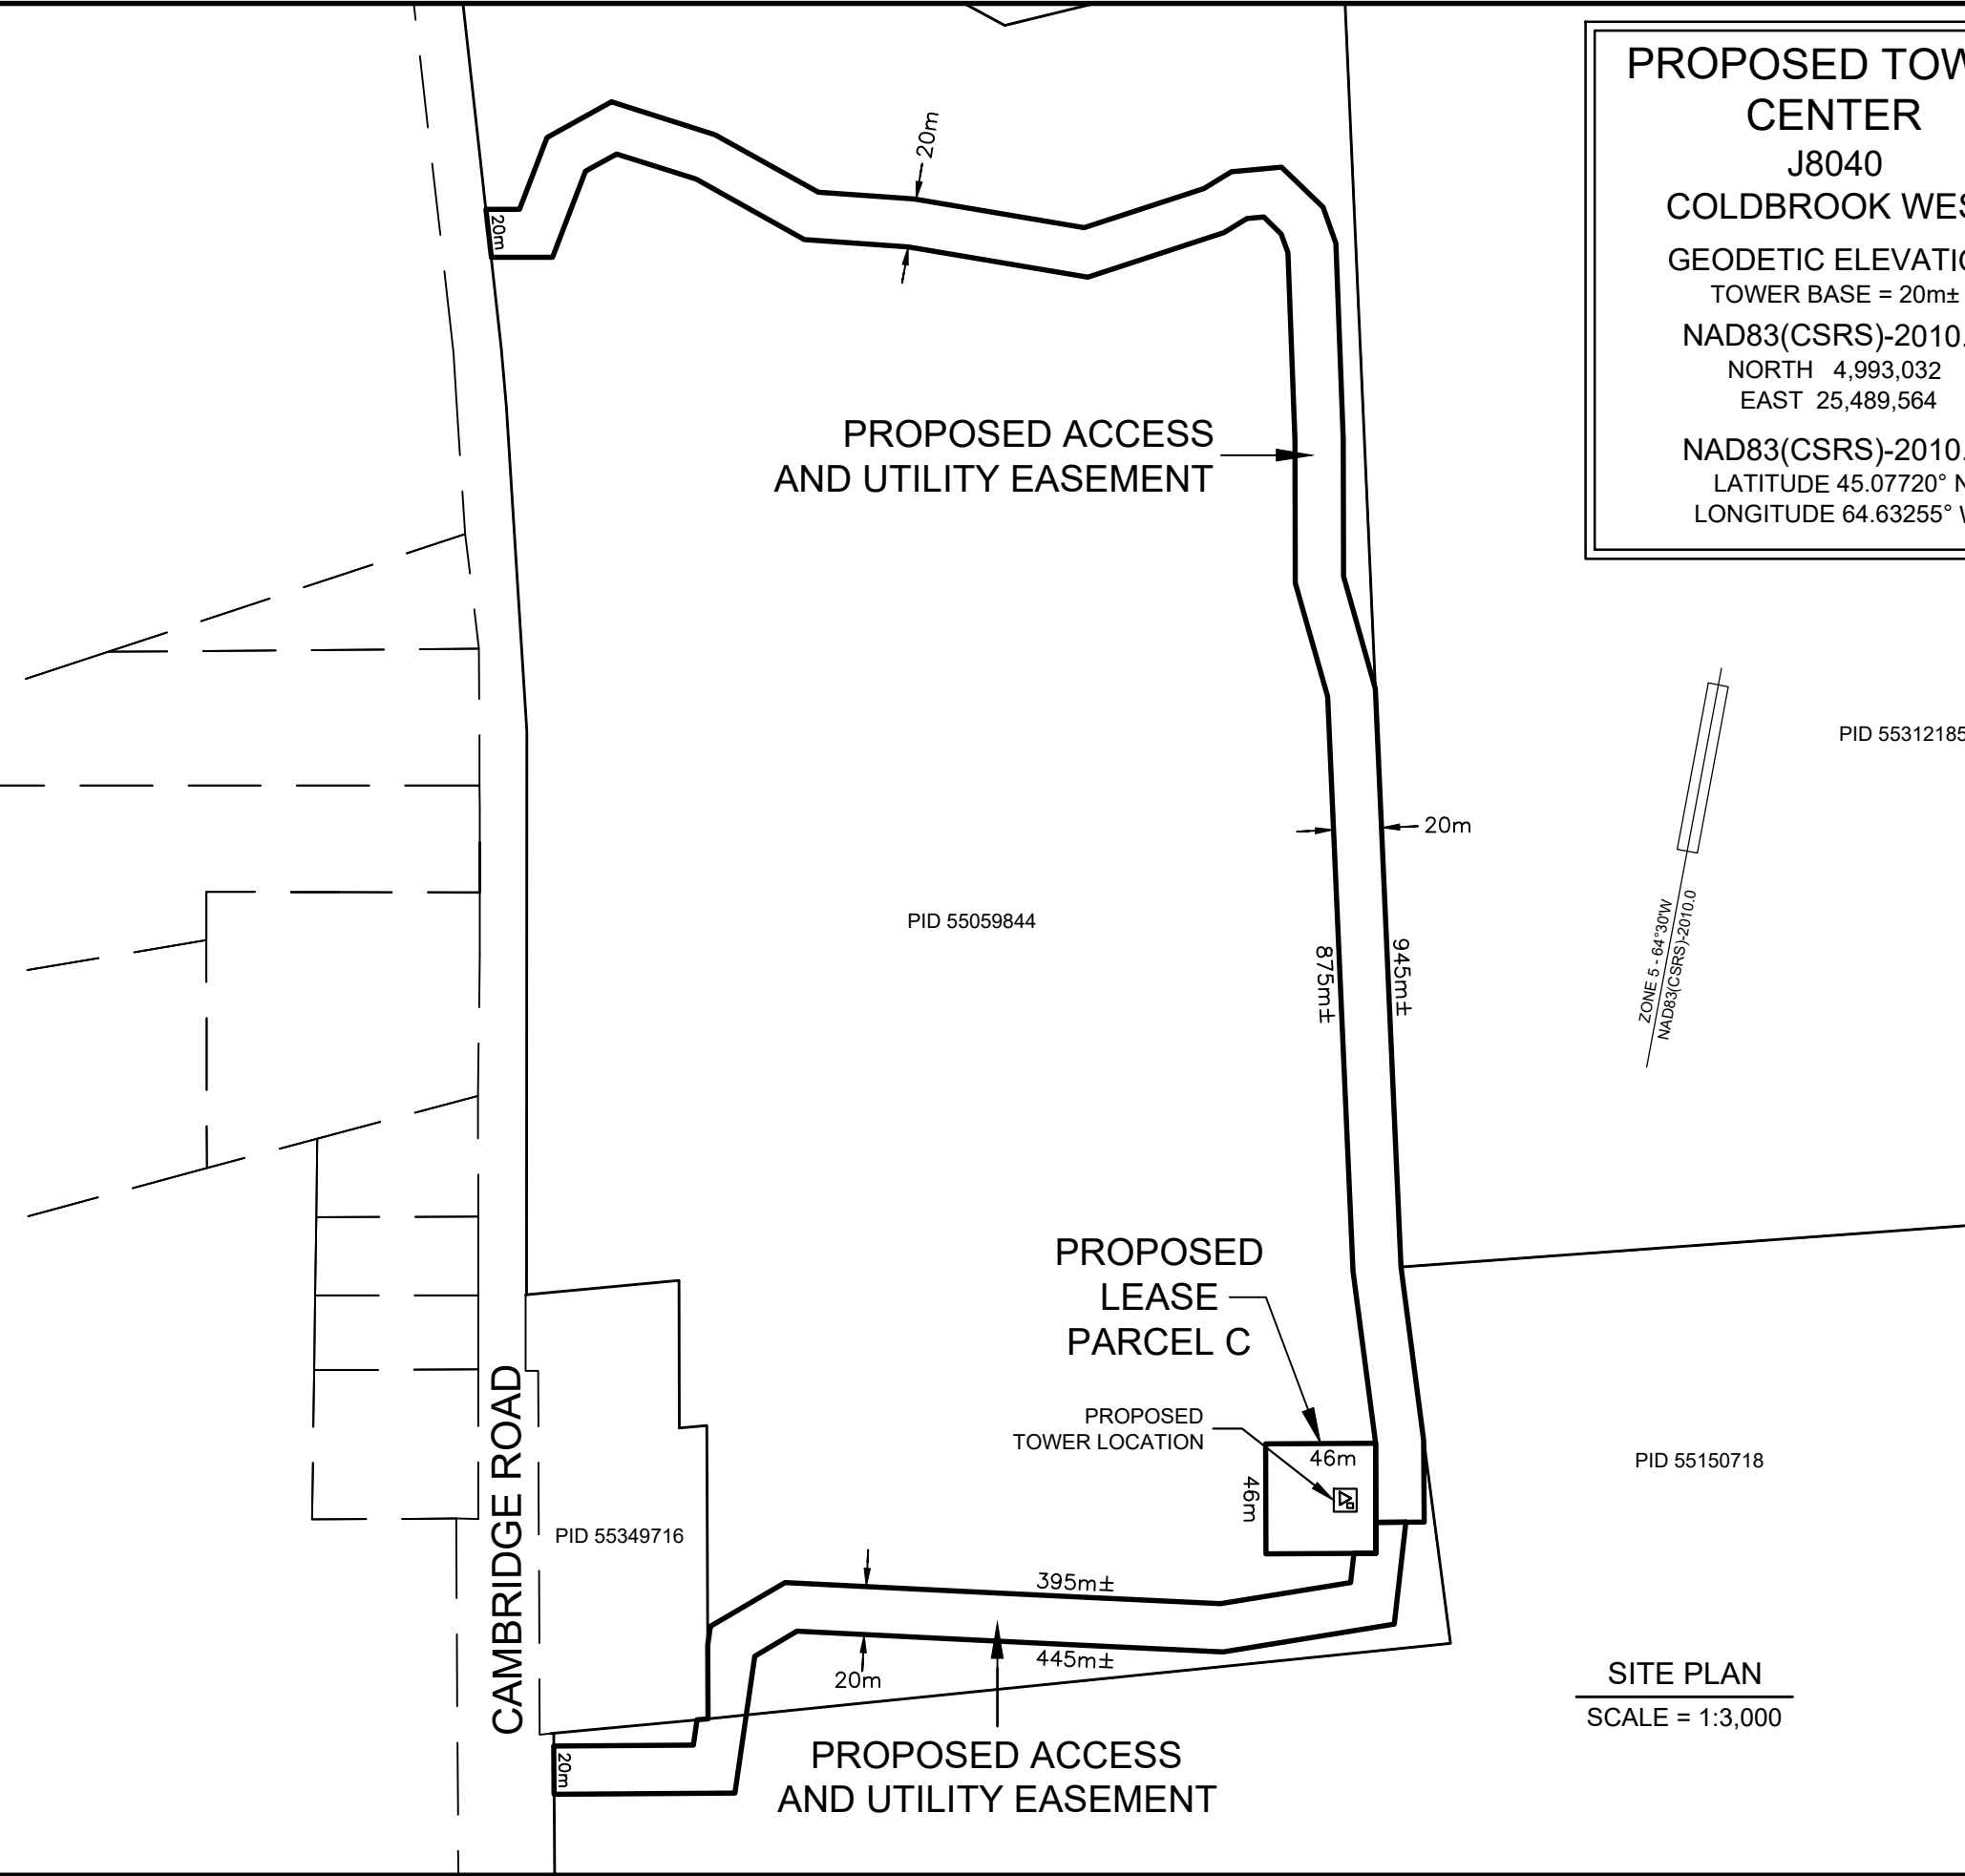 PROPOSED TOW
CENTER
J8040
COLDBROOK WES
GEODETIC ELEVATIO
TOWER BASE = 20m±
NAD83(CSRS)-2010.
NORTH 4,993,032
EAST 25,489,564
NAD83(CSRS)-2010.
LATITUDE 45.07720° N
LONGITUDE 64.63255° W
20m
20m
PROPOSED ACCESS
AND UTILITY EASEMENT
PID 55312185
20m
PID 55059844
875m±
945m±
ZONE 5 - 64°30'W
NAD83(CSRS)-2010.0
PROPOSED
LEASE
PARCEL C
PROPOSED
TOWER LOCATION
46m
46m
PID 55150718
CAMBRIDGE ROAD
PID 55349716
395m±
445m±
20m
20m
PROPOSED ACCESS
AND UTILITY EASEMENT
SITE PLAN
SCALE = 1:3,000